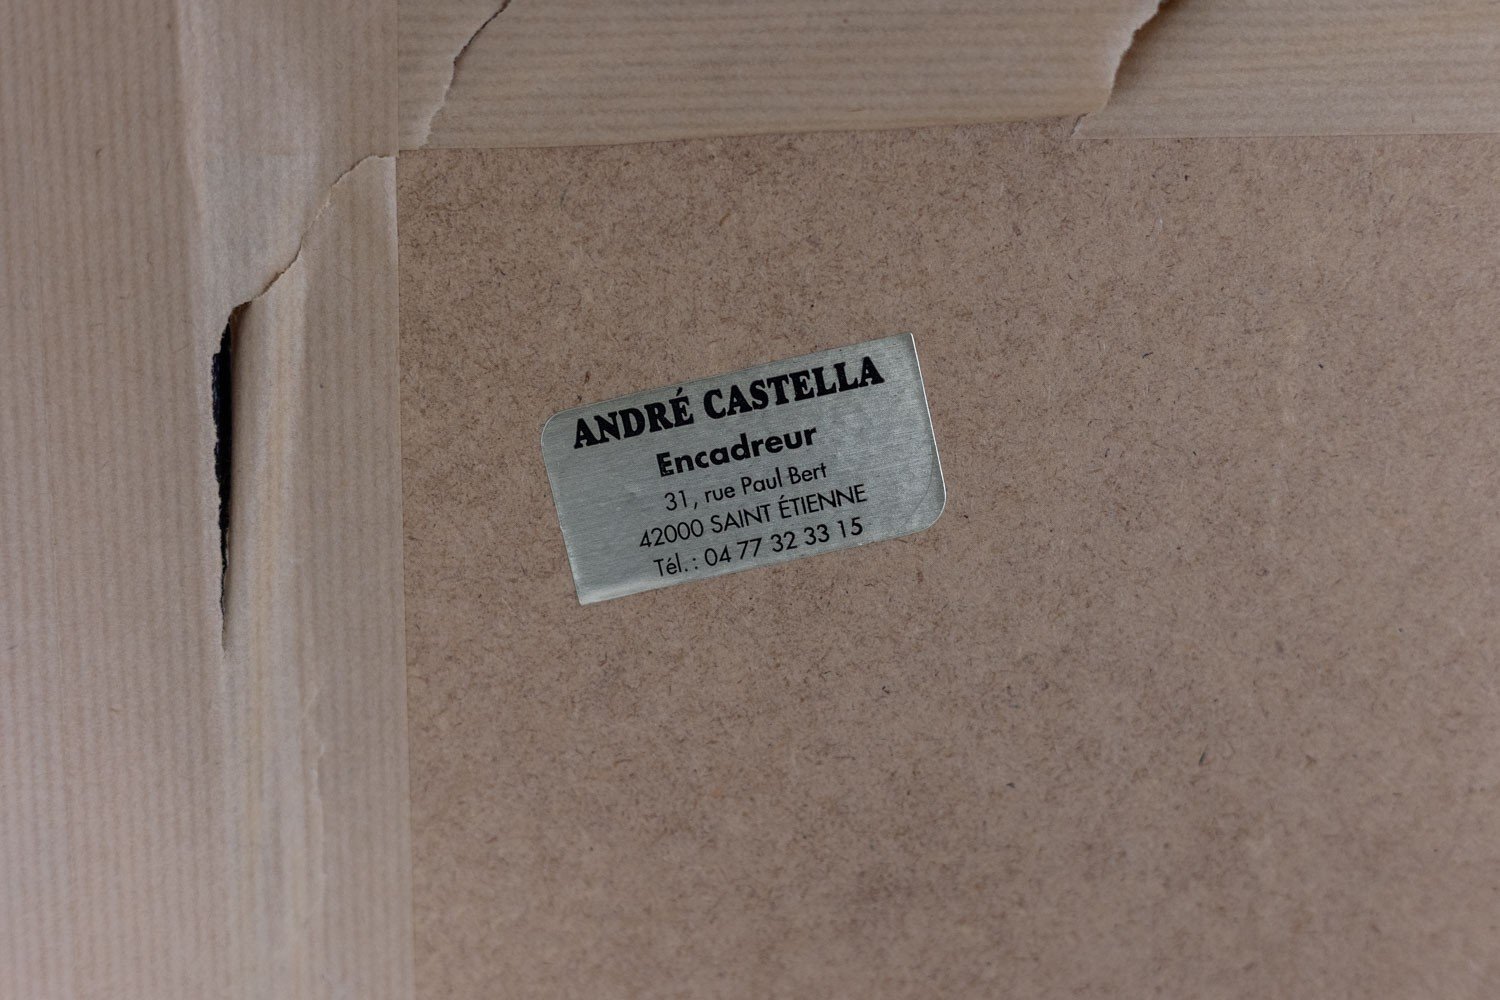 ANDRÉ CASTELLA
Encadreur
31, rue Paul Bert
42000 SAINT ÉTIENNE
Tél. : 04 77 32 33 15